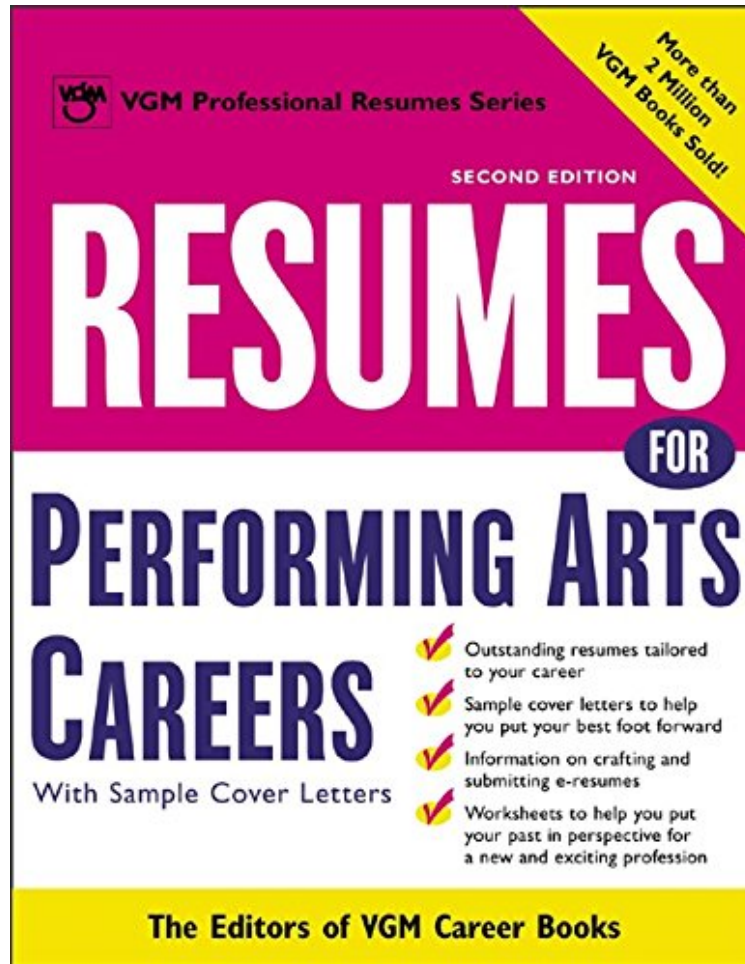 VGM
VGM Professional Resumes Series
More than
2 Million
VGM Books Sold!
SECOND EDITION
RESUMES
FOR
PERFORMING ARTS
CAREERS
With Sample Cover Letters
Outstanding resumes tailored
to your career
Sample cover letters to help
you put your best foot forward
Information on crafting and
submitting e-resumes
Worksheets to help you put
your past in perspective for
a new and exciting profession
The Editors of VGM Career Books